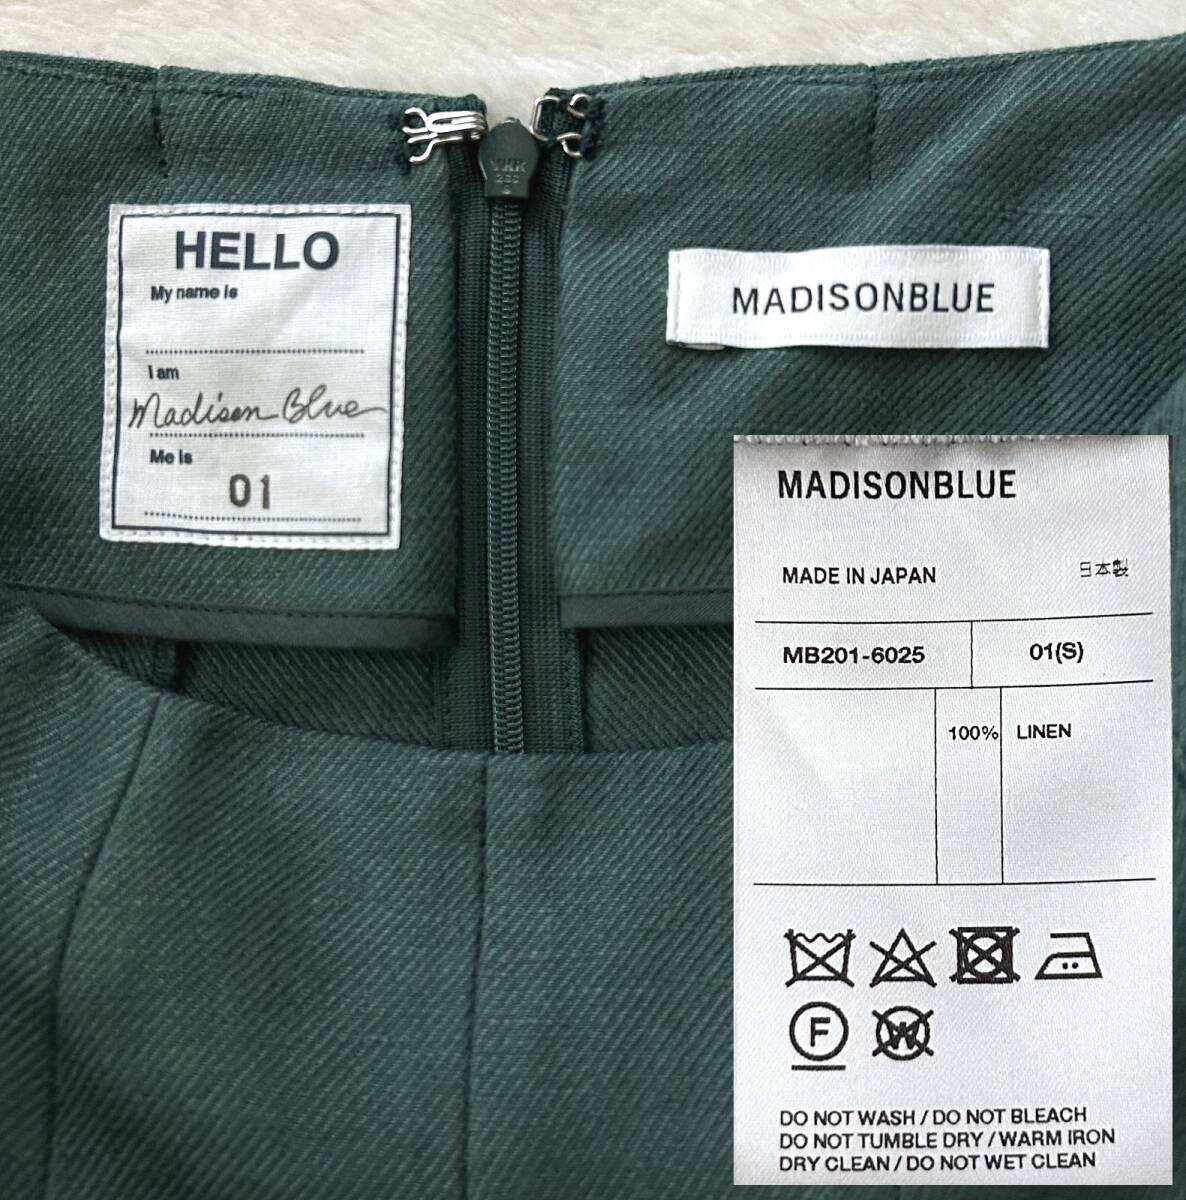 HELLO
My name is
I am
Madison Blue
Me is
01
MADISONBLUE
MADISONBLUE
MADE IN JAPAN 日本製
MB201-6025 01(S)
100% LINEN
F
W
DO NOT WASH / DO NOT BLEACH
DO NOT TUMBLE DRY / WARM IRON
DRY CLEAN / DO NOT WET CLEAN